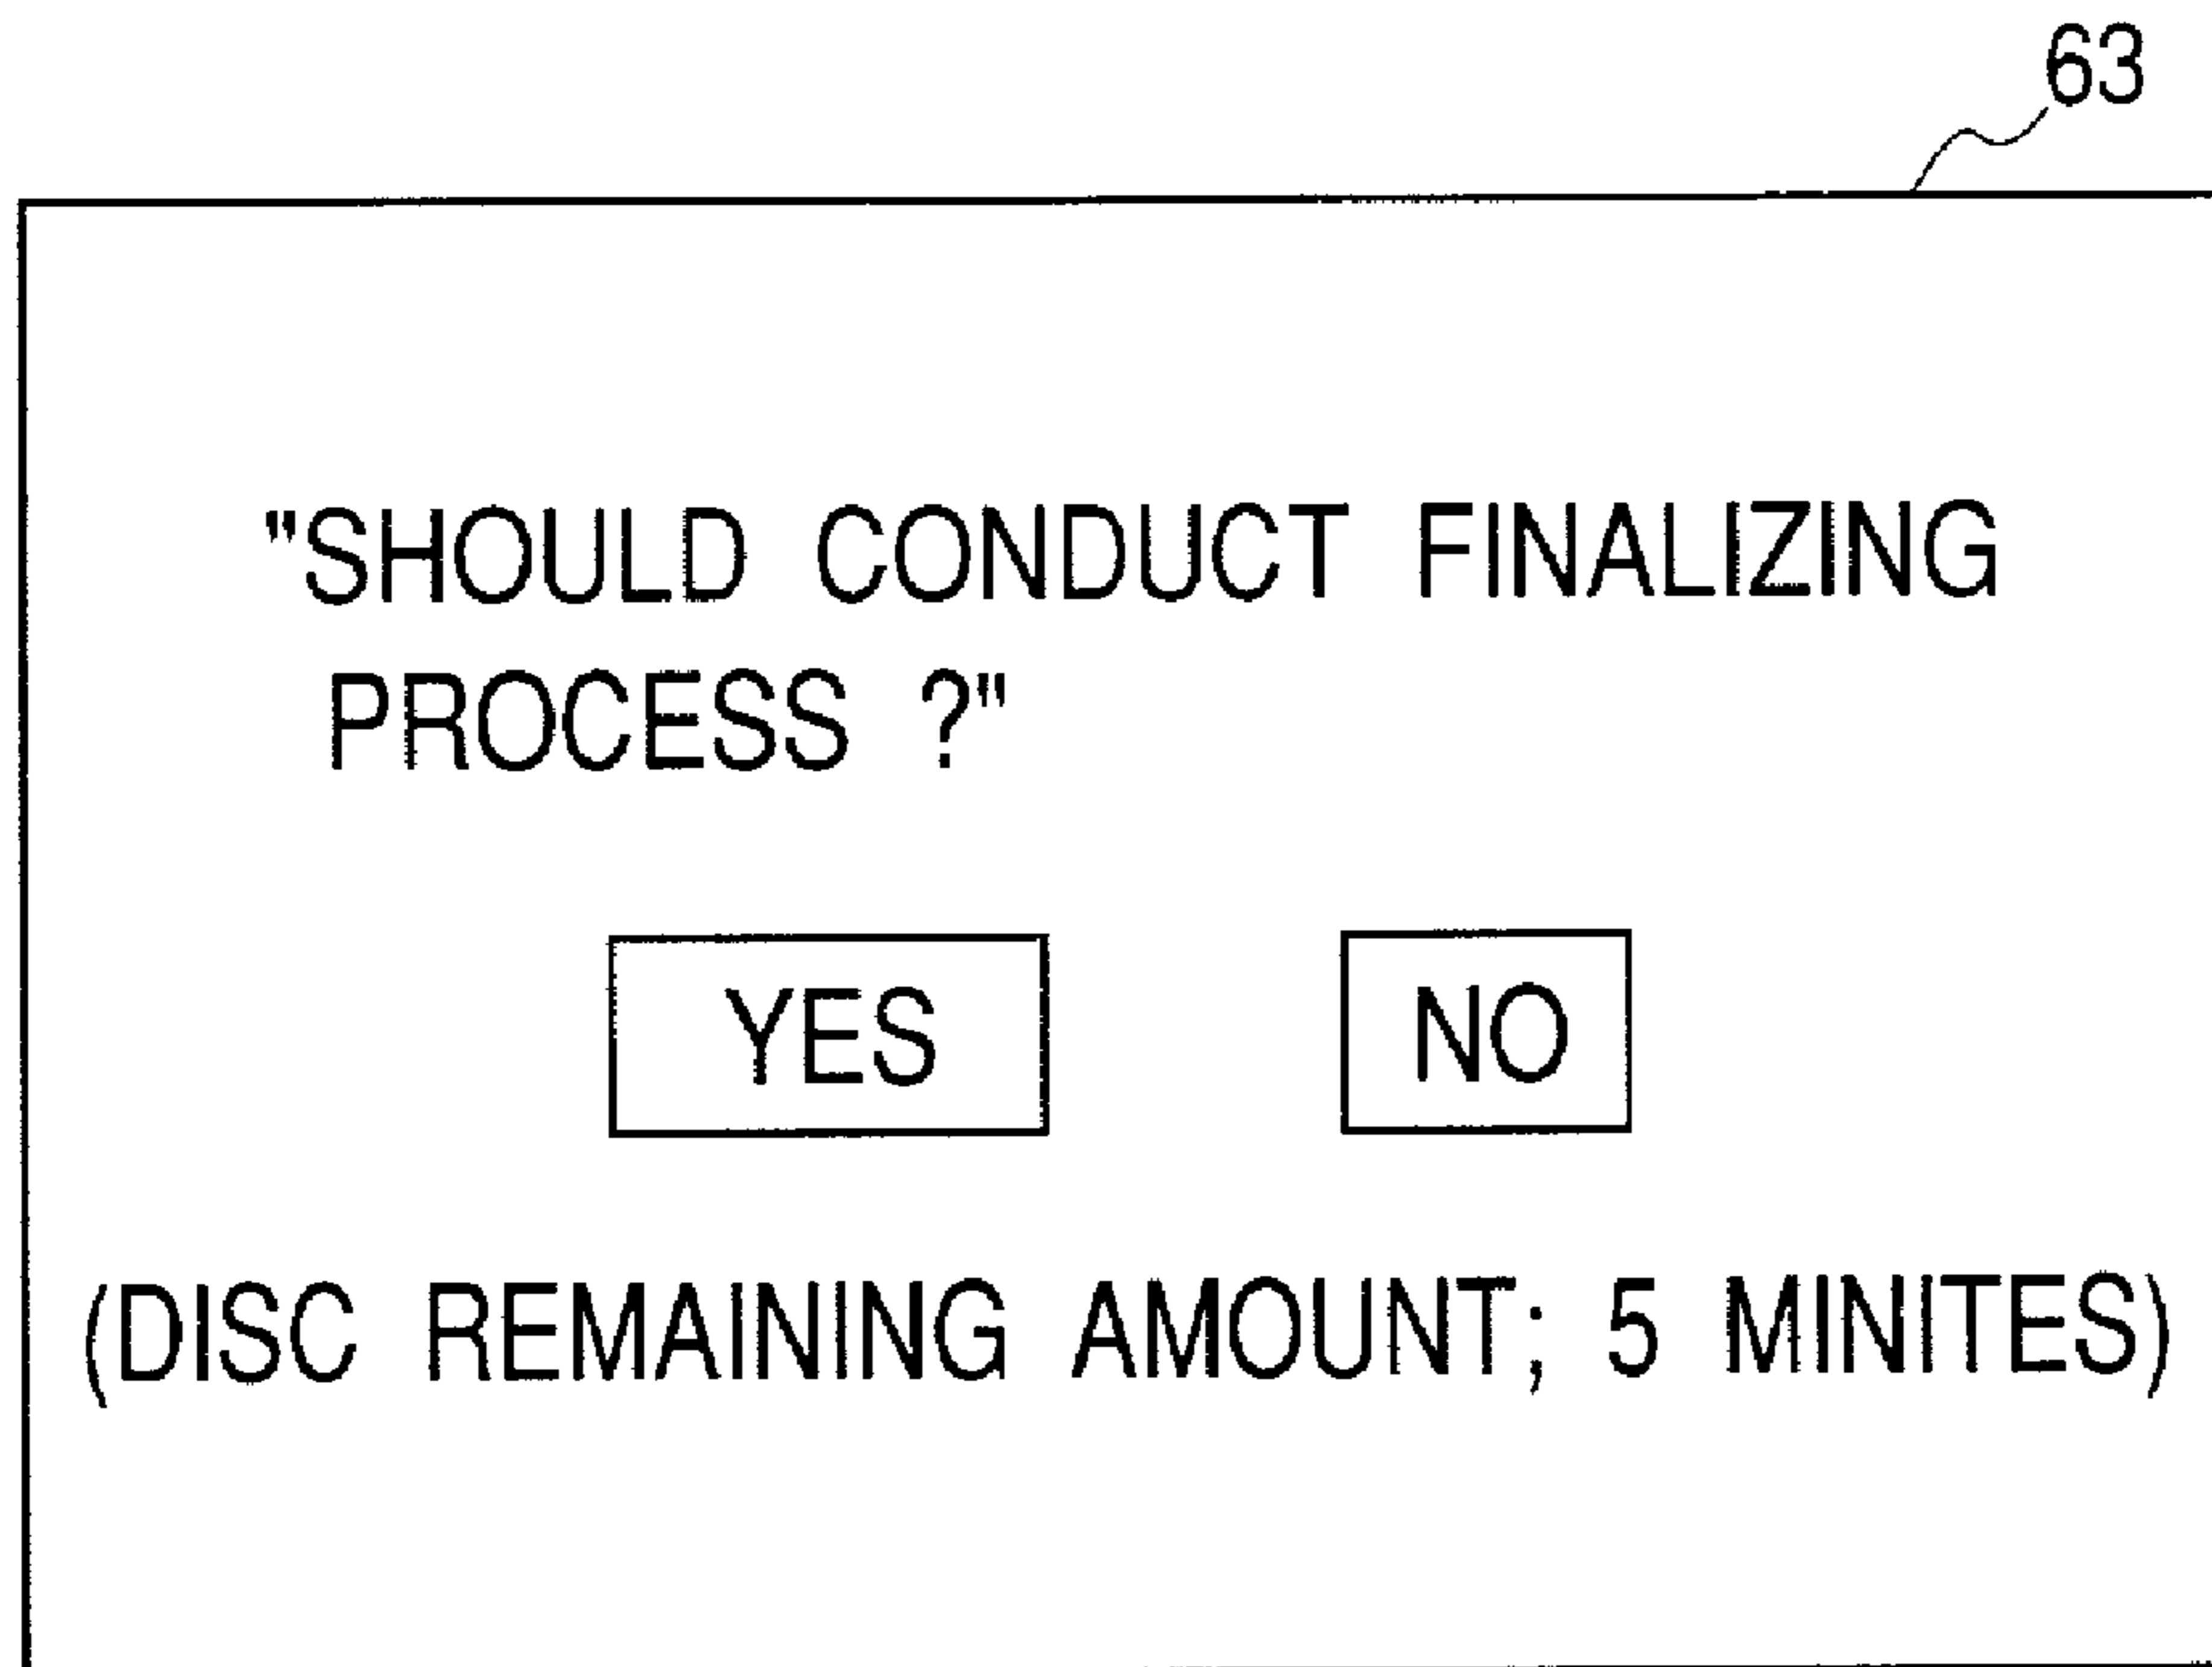 63
"SHOULD CONDUCT FINALIZING
PROCESS ?"
YES NO
(DISC REMAINING AMOUNT; 5 MINITES)